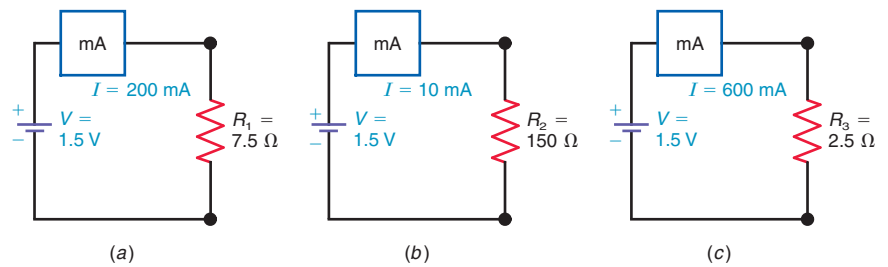 mA
I = 200 mA
+
−
V =
1.5 V
R₁ =
7.5 Ω
(a)
mA
I = 10 mA
+
−
V =
1.5 V
R₂ =
150 Ω
(b)
mA
I = 600 mA
+
−
V =
1.5 V
R₃ =
2.5 Ω
(c)